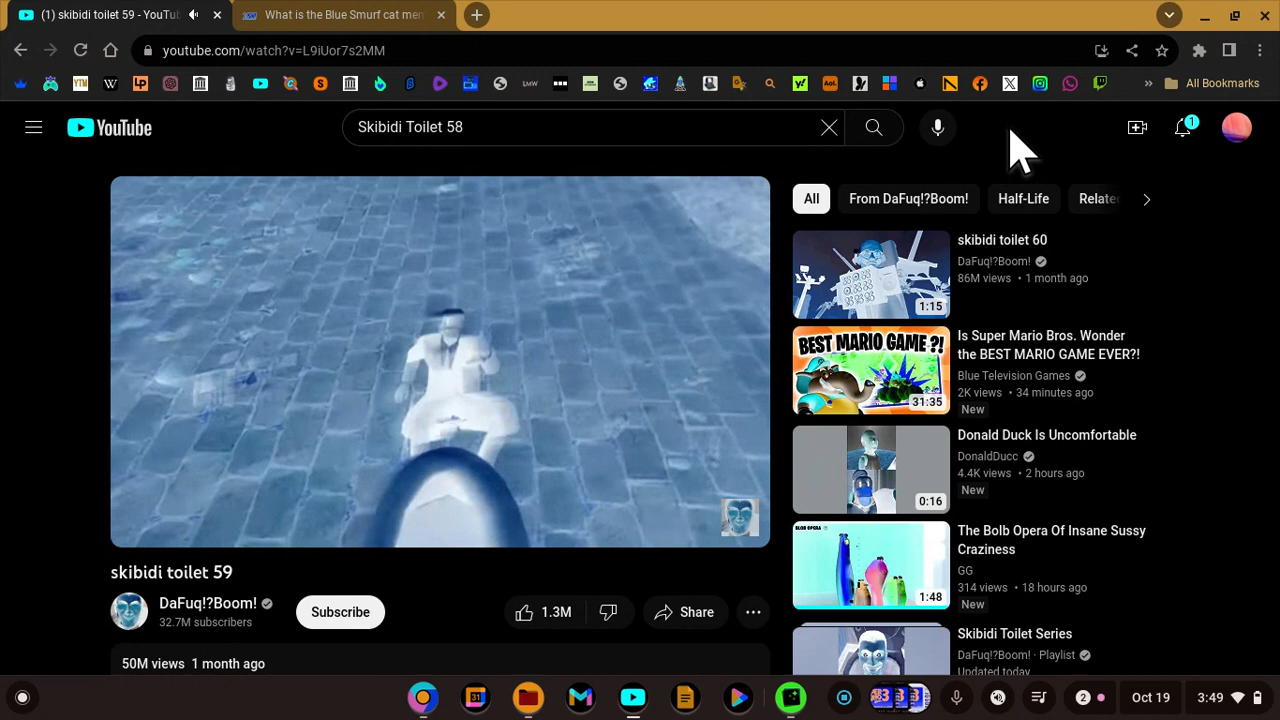 (1) skibidi toilet 59 - YouTub
What is the Blue Smurf cat mem
youtube.com/watch?v=L9iUor7s2MM
All Bookmarks
YouTube
Skibidi Toilet 58
1
All
From DaFuq!?Boom!
Half-Life
Relate
skibidi toilet 60
DaFuq!?Boom!
86M views • 1 month ago
1:15
BEST MARIO GAME ?!
31:35
Is Super Mario Bros. Wonder
the BEST MARIO GAME EVER?!
Blue Television Games
2K views • 34 minutes ago
New
Donald Duck Is Uncomfortable
DonaldDucc
4.4K views • 2 hours ago
New
0:16
The Bolb Opera Of Insane Sussy
Craziness
GG
314 views • 18 hours ago
New
BLOB OPERA
1:48
Skibidi Toilet Series
DaFuq!?Boom! · Playlist
Updated today
skibidi toilet 59
DaFuq!?Boom!
32.7M subscribers
Subscribe
1.3M
Share
50M views 1 month ago
31
2
Oct 19
3:49